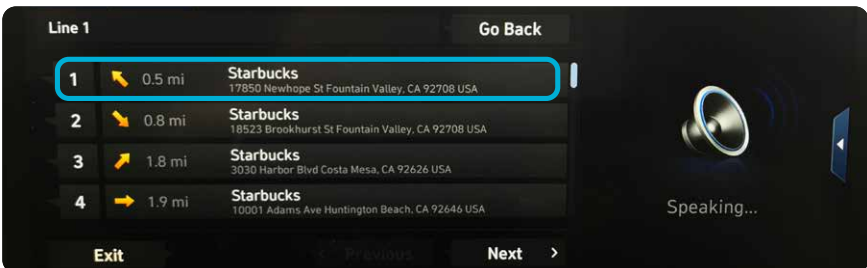 Line 1
Go Back
1 0.5 mi Starbucks
17850 Newhope St Fountain Valley, CA 92708 USA
2 0.8 mi Starbucks
18523 Brookhurst St Fountain Valley, CA 92708 USA
3 1.8 mi Starbucks
3030 Harbor Blvd Costa Mesa, CA 92626 USA
4 1.9 mi Starbucks
10001 Adams Ave Huntington Beach, CA 92646 USA
Speaking...
Exit < Previous Next >